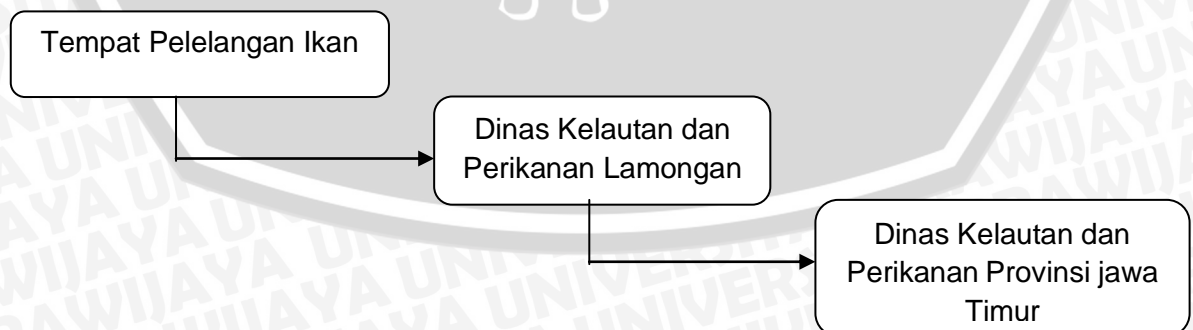 Tempat Pelelangan Ikan
Dinas Kelautan dan
Perikanan Lamongan
Dinas Kelautan dan
Perikanan Provinsi jawa
Timur